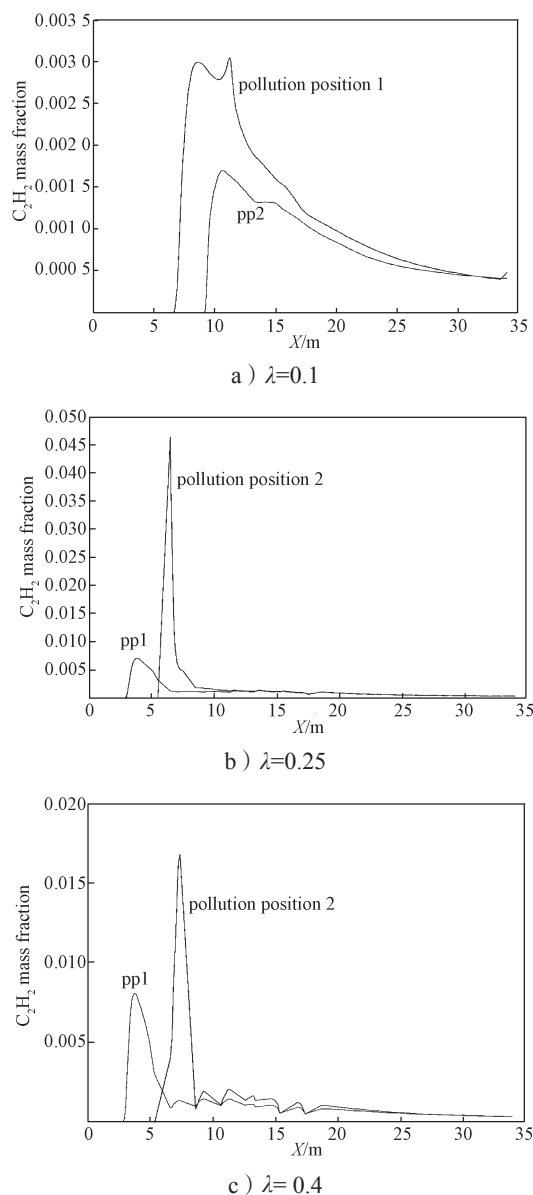 0.003 5
0.003 0
0.002 5
0.002 0
0.001 5
0.001 0
0.000 5
C₂H₂ mass fraction
pollution position 1
pp2
0 5 10 15 20 25 30 35
X/m
a）λ=0.1
0.050
0.045
0.040
0.035
0.030
0.025
0.020
0.015
0.010
0.005
C₂H₂ mass fraction
pollution position 2
pp1
0 5 10 15 20 25 30 35
X/m
b）λ=0.25
0.020
0.015
0.010
0.005
C₂H₂ mass fraction
pollution position 2
pp1
0 5 10 15 20 25 30 35
X/m
c）λ= 0.4